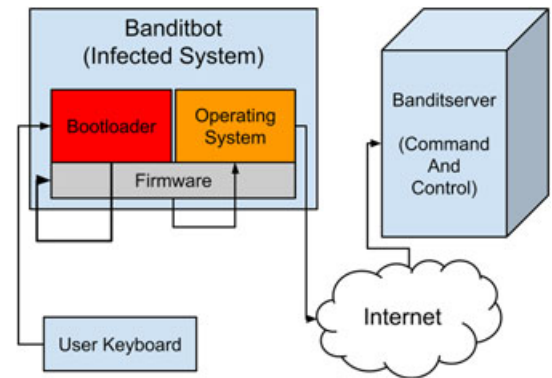 Banditbot
(Infected System)
Bootloader
Operating
System
Firmware
User Keyboard
Banditserver
(Command
And
Control)
Internet